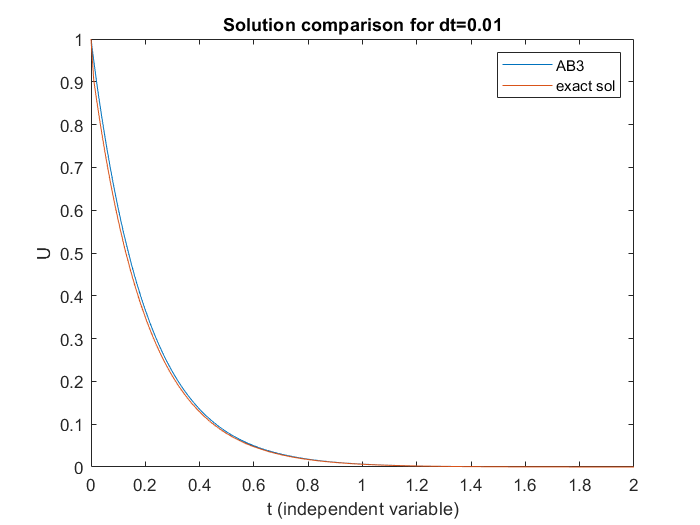 Solution comparison for dt=0.01
AB3
exact sol
1
0.9
0.8
0.7
0.6
0.5
0.4
0.3
0.2
0.1
0
U
0 0.2 0.4 0.6 0.8 1 1.2 1.4 1.6 1.8 2
t (independent variable)